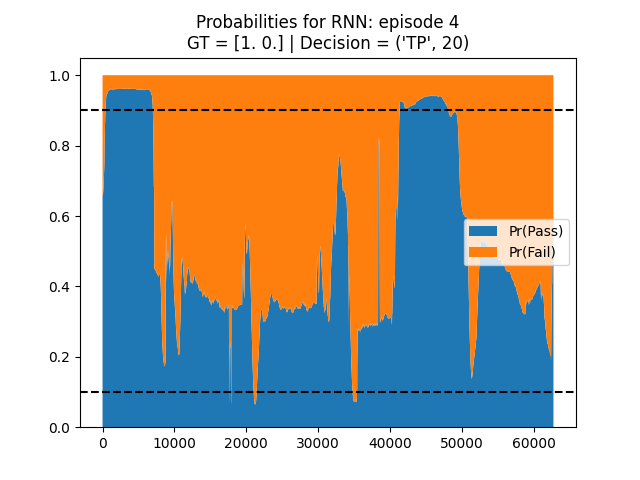 Probabilities for RNN: episode 4
GT = [1. 0.] | Decision = ('TP', 20)
1.0
0.8
0.6
0.4
0.2
0.0
Pr(Pass)
Pr(Fail)
0 10000 20000 30000 40000 50000 60000